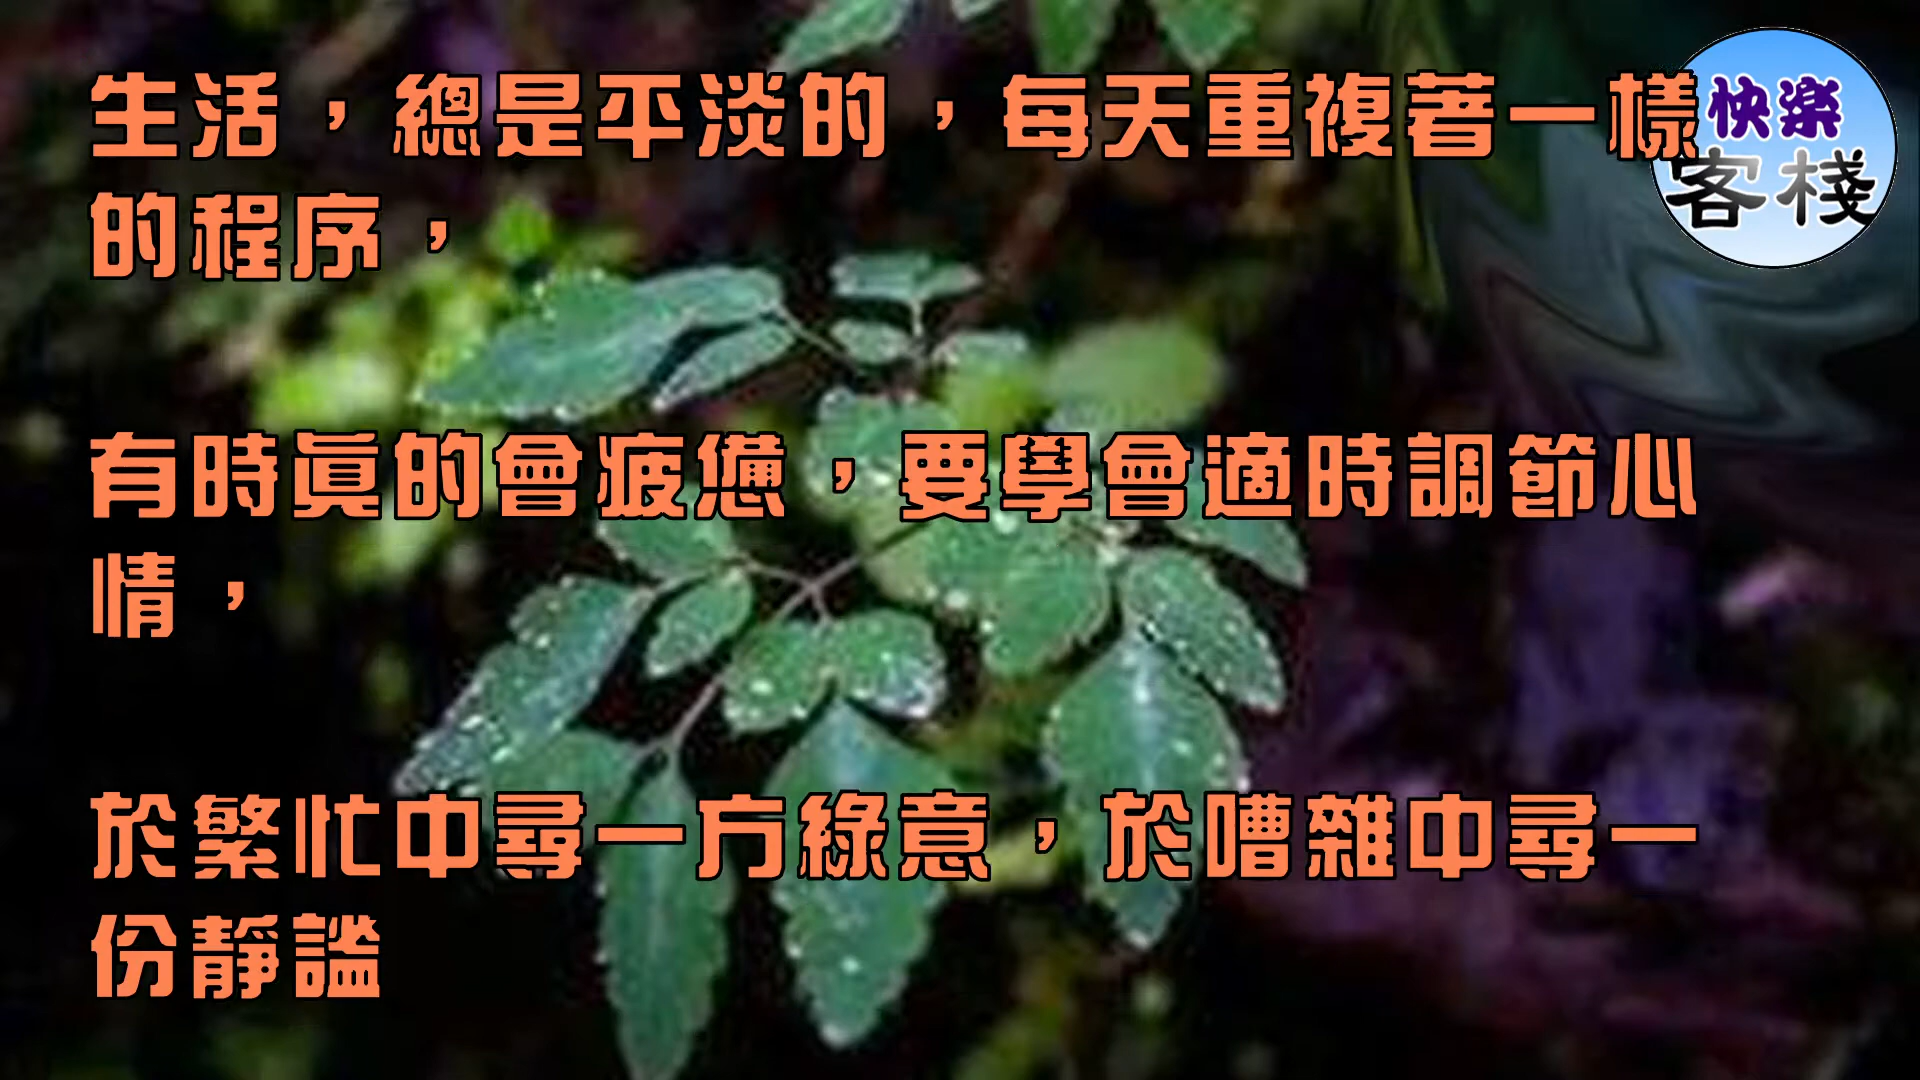 生活，總是平淡的，每天重複著一樣
的程序，
有時真的會疲憊，要學會適時調節心
情，
於繁忙中尋一方綠意，於嘈雜中尋一
份靜謐
快樂
客棧